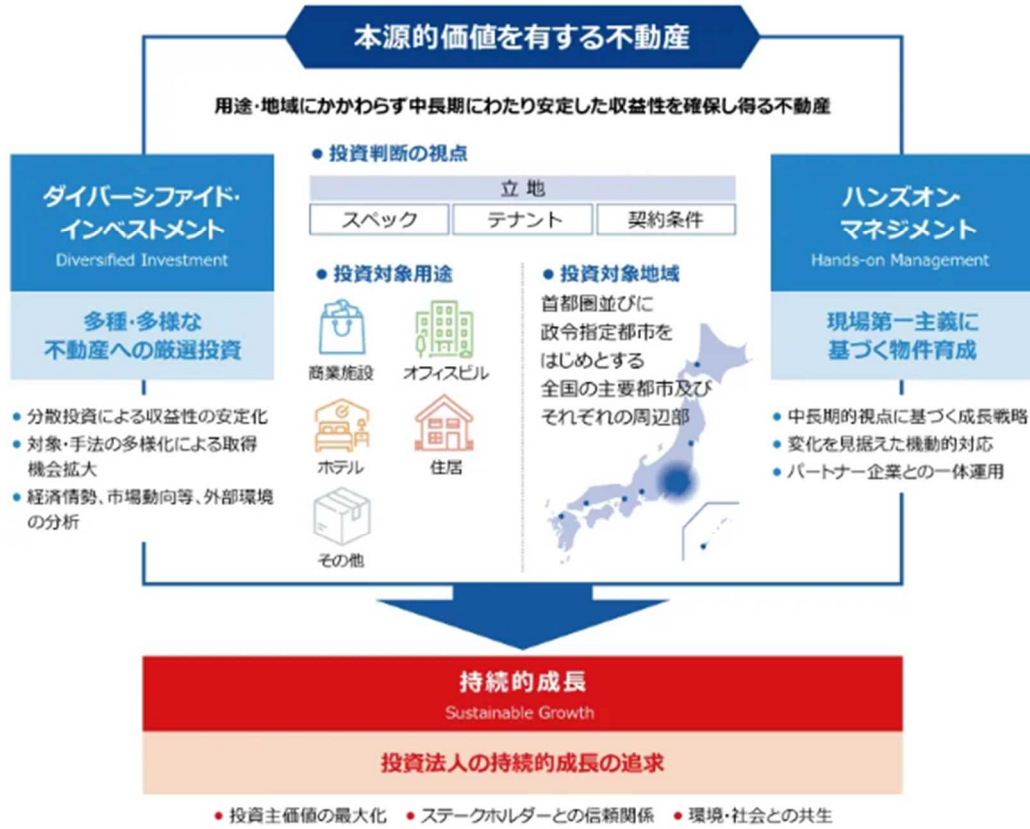 本源的価値を有する不動産
用途・地域にかかわらず中長期にわたり安定した収益性を確保し得る不動産
ダイバーシファイド・
インベストメント
Diversified Investment
多種・多様な
不動産への厳選投資
● 分散投資による収益性の安定化
● 対象・手法の多様化による取得
機会拡大
● 経済情勢、市場動向等、外部環境
の分析
● 投資判断の視点
立地
スペック
テナント
契約条件
● 投資対象用途
商業施設
オフィスビル
ホテル
住居
その他
● 投資対象地域
首都圏並びに
政令指定都市を
はじめとする
全国の主要都市及び
それぞれの周辺部
ハンズオン・
マネジメント
Hands-on Management
現場第一主義に
基づく物件育成
● 中長期的視点に基づく成長戦略
● 変化を見据えた機動的対応
● パートナー企業との一体運用
持続的成長
Sustainable Growth
投資法人の持続的成長の追求
● 投資主価値の最大化 ● ステークホルダーとの信頼関係 ● 環境・社会との共生